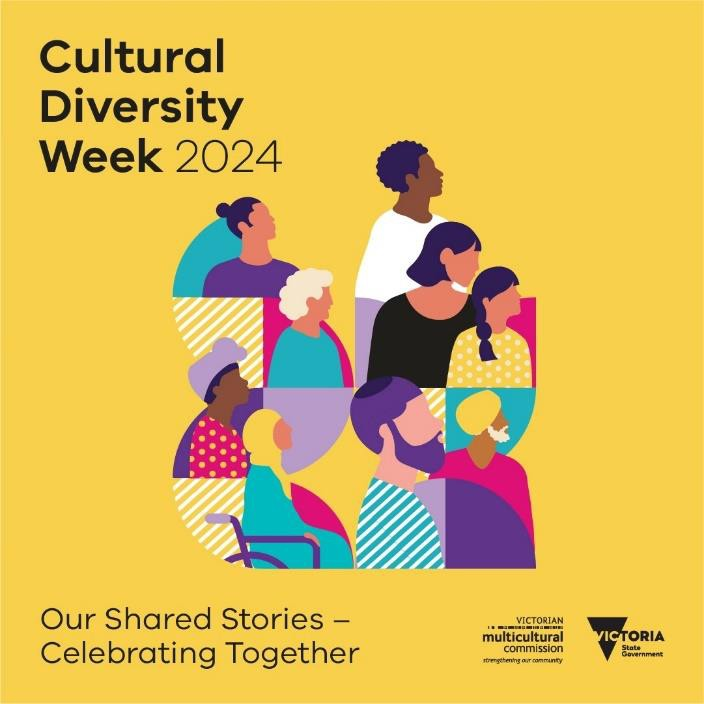 Cultural
Diversity
Week 2024
Our Shared Stories –
Celebrating Together
VICTORIAN
multicultural
commission
strengthening our community
VICTORIA
State
Government